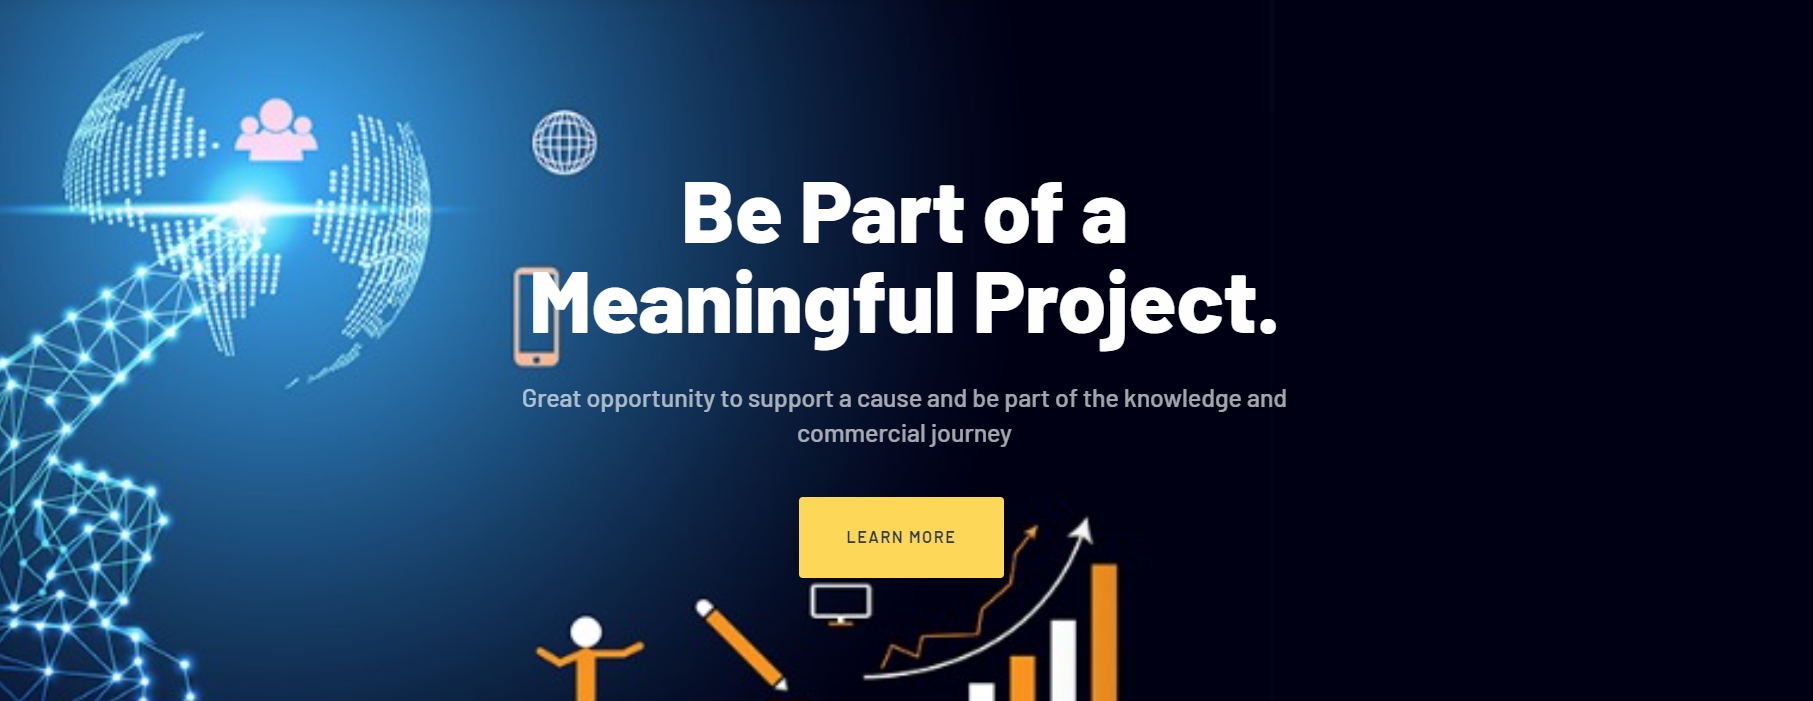 Be Part of a
Meaningful Project.
Great opportunity to support a cause and be part of the knowledge and
commercial journey
LEARN MORE